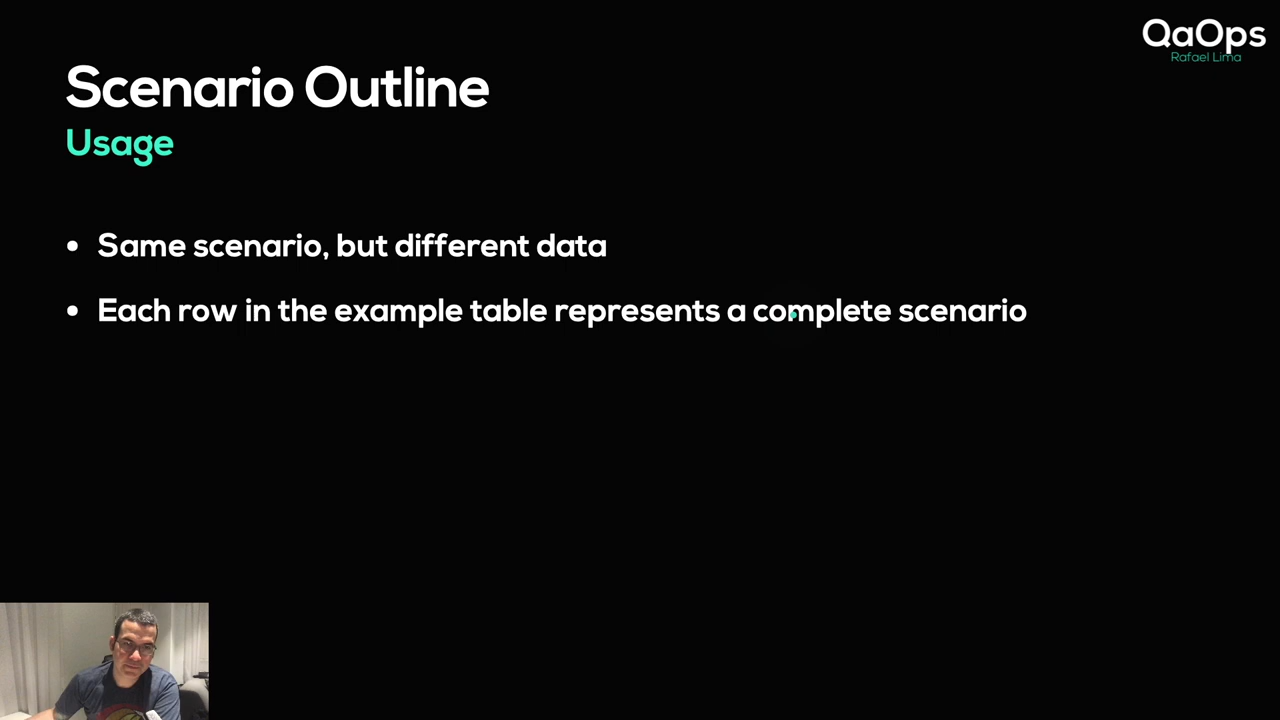 QaOps
Rafael Lima
Scenario Outline
Usage
• Same scenario, but different data
• Each row in the example table represents a complete scenario